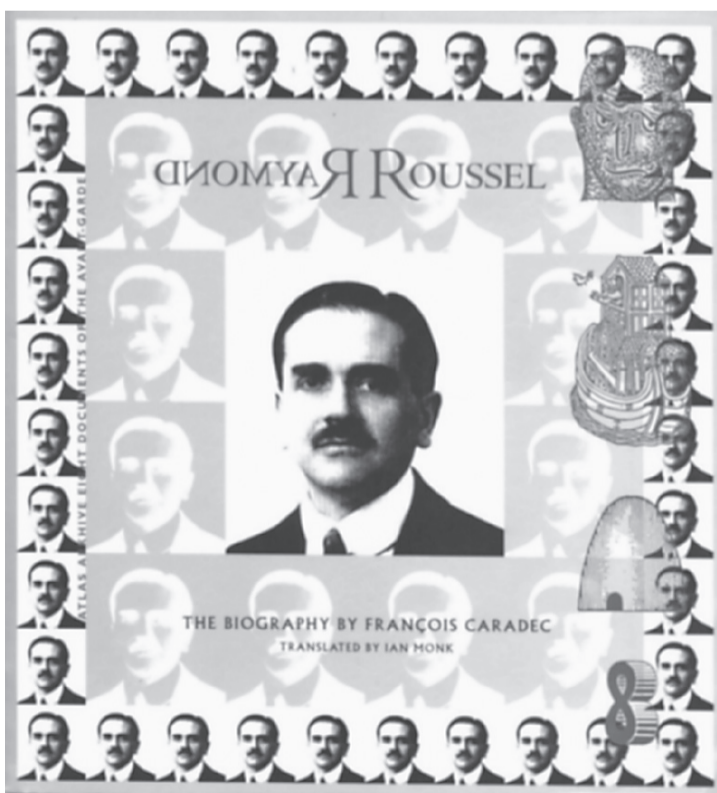 RAYMOND ROUSSEL
ATLAS ARCHIVE EIGHT DOCUMENTS OF THE AVANT-GARDE
THE BIOGRAPHY BY FRANÇOIS CARADEC
TRANSLATED BY IAN MONK
8